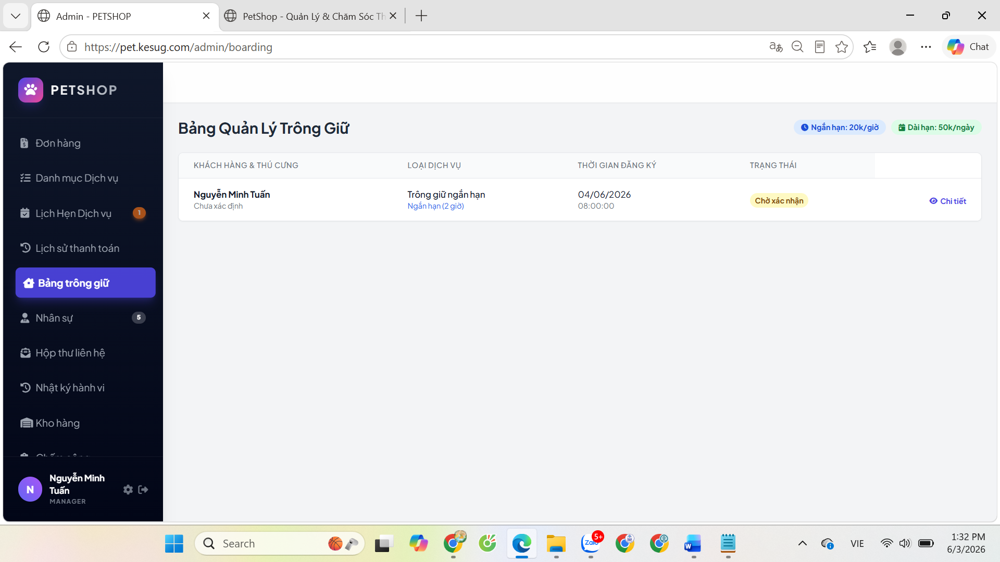 Admin - PETSHOP
PetShop - Quản Lý & Chăm Sóc Th
https://pet.kesug.com/admin/boarding
Chat
PETSHOP
Đơn hàng
Danh mục Dịch vụ
Lịch Hẹn Dịch vụ 1
Lịch sử thanh toán
Bảng trông giữ
Nhân sự 5
Hộp thư liên hệ
Nhật ký hành vi
Kho hàng
N
Nguyễn Minh
Tuấn
MANAGER
Bảng Quản Lý Trông Giữ
Ngắn hạn: 20k/giờ
Dài hạn: 50k/ngày
KHÁCH HÀNG & THÚ CƯNG
LOẠI DỊCH VỤ
THỜI GIAN ĐĂNG KÝ
TRẠNG THÁI
Nguyễn Minh Tuấn
Chưa xác định
Trông giữ ngắn hạn
Ngắn hạn (2 giờ)
04/06/2026
08:00:00
Chờ xác nhận
Chi tiết
Search
Zalo
5+
W
VIE
1:32 PM
6/3/2026